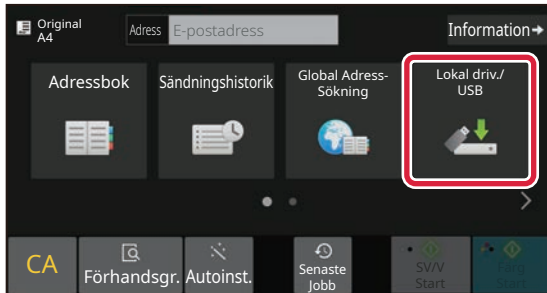 Original
A4
Adress E-postadress
Information
Adressbok
Sändningshistorik
Global Adress-
Sökning
Lokal driv./
USB
CA
Förhandsgr.
Autoinst.
Senaste
Jobb
SV/V
Start
Färg
Start